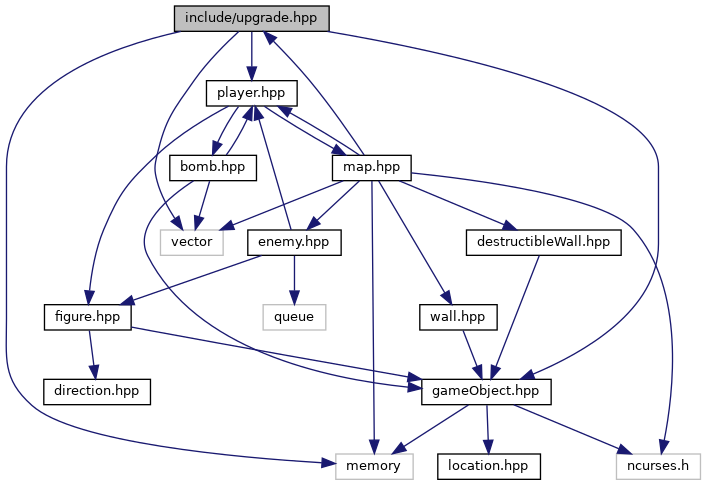 include/upgrade.hpp
player.hpp
bomb.hpp
map.hpp
vector
enemy.hpp
destructibleWall.hpp
figure.hpp
queue
wall.hpp
direction.hpp
gameObject.hpp
memory
location.hpp
ncurses.h